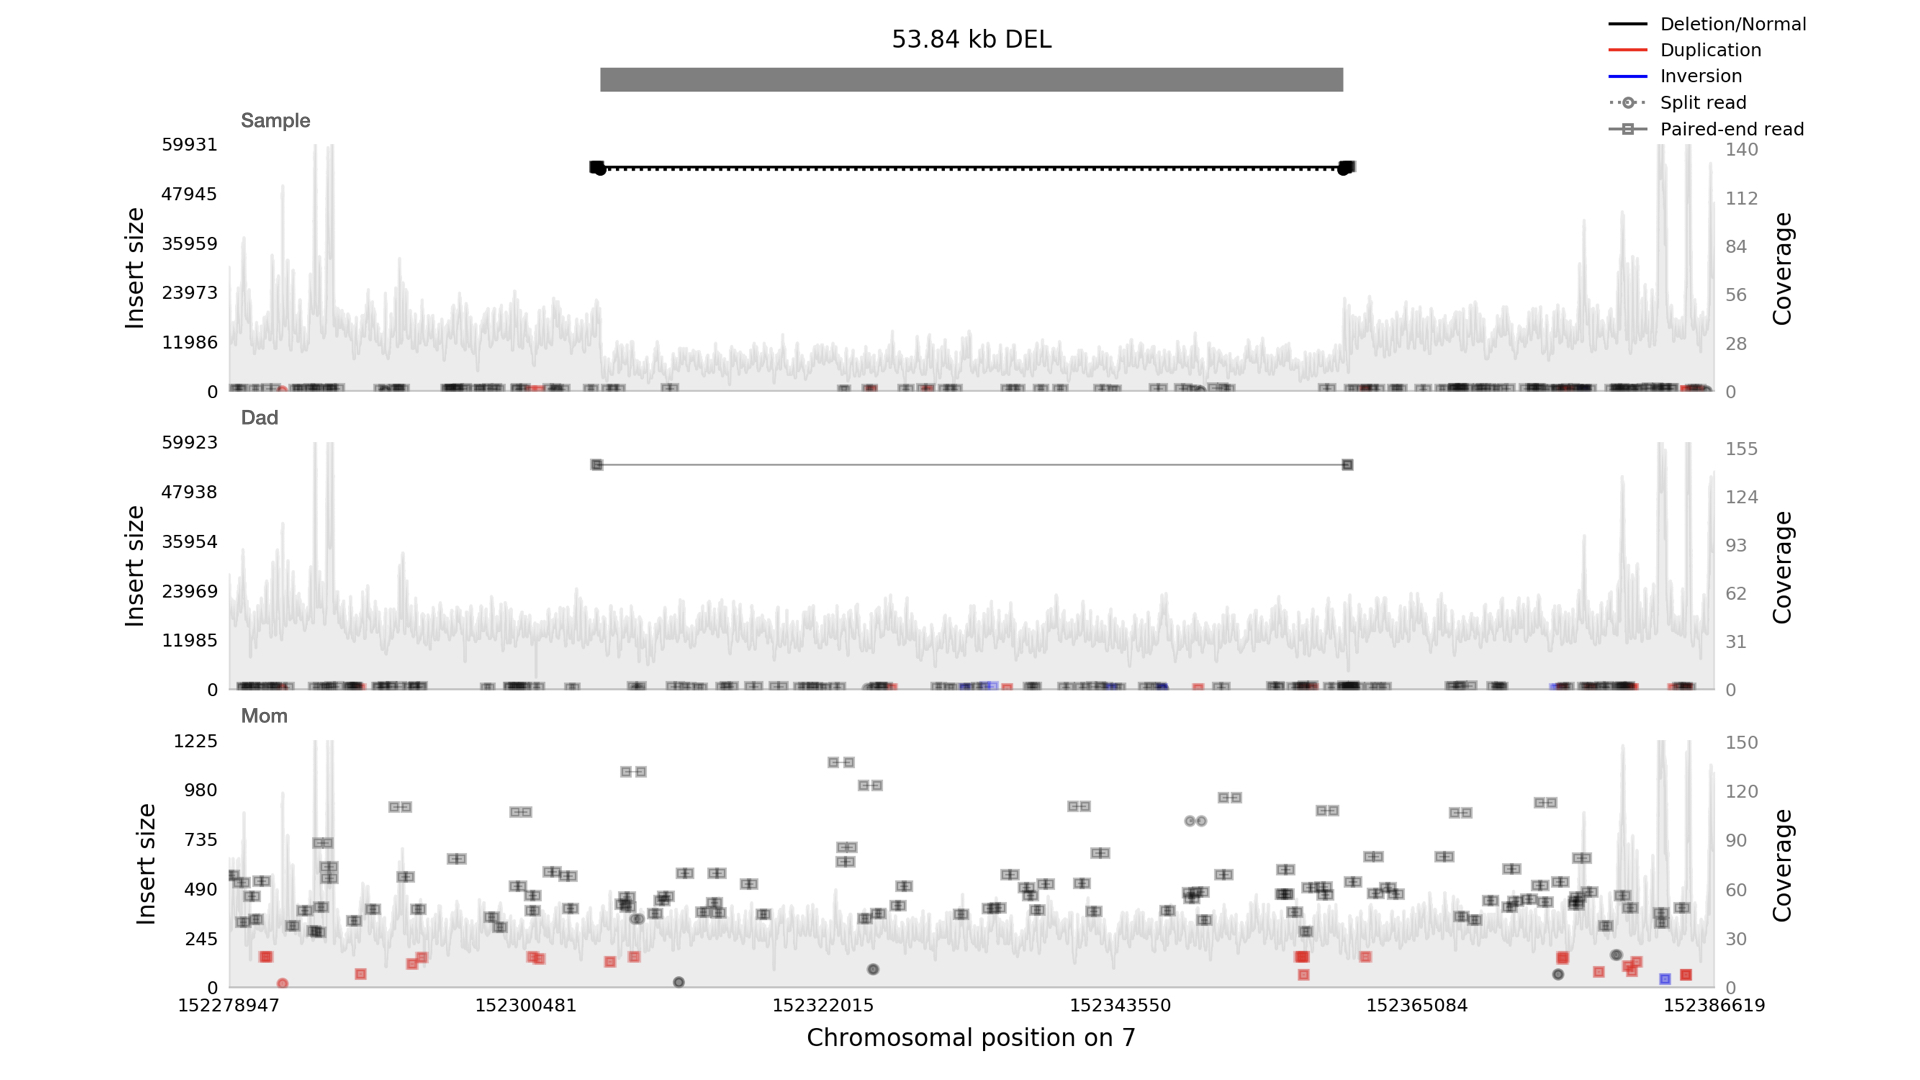 53.84 kb DEL
Deletion/Normal
Duplication
Inversion
Split read
Paired-end read
Sample
59931
47945
35959
23973
11986
0
Insert size
140
112
84
56
28
0
Coverage
Dad
59923
47938
35954
23969
11985
0
Insert size
155
124
93
62
31
0
Coverage
Mom
1225
980
735
490
245
0
Insert size
150
120
90
60
30
0
Coverage
152278947 152300481 152322015 152343550 152365084 152386619
Chromosomal position on 7